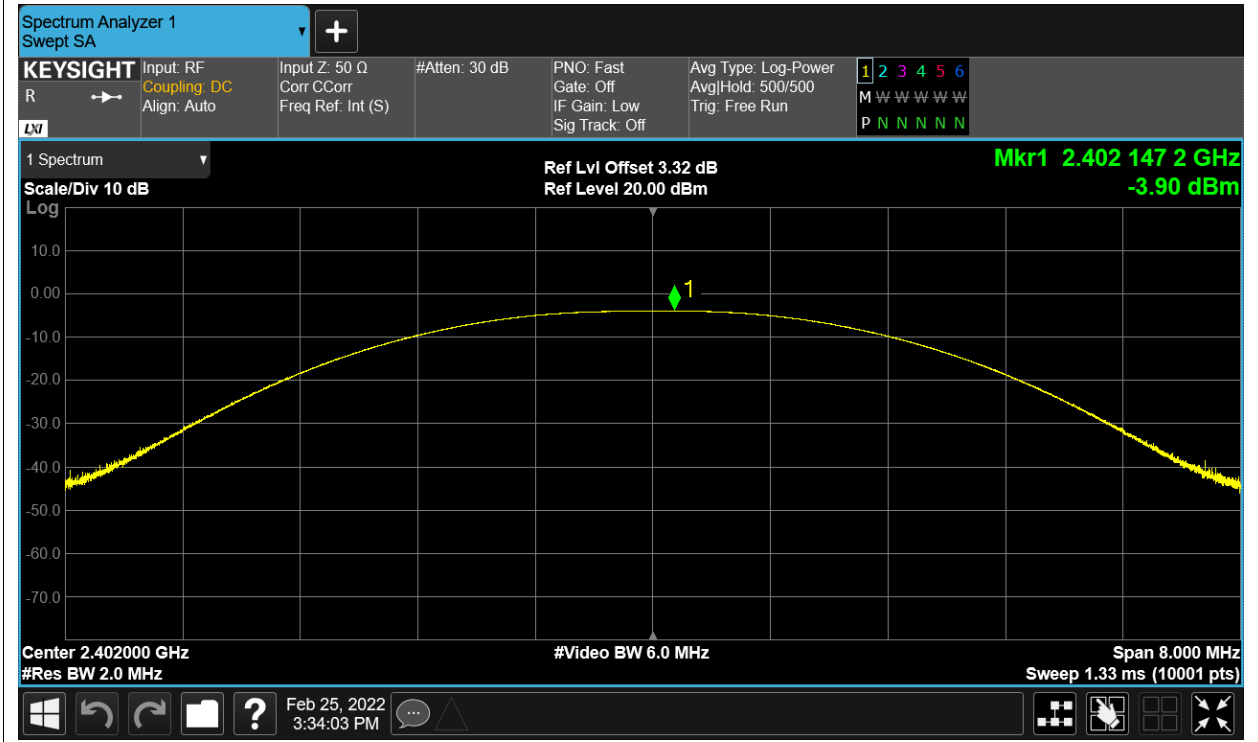 Spectrum Analyzer 1
Swept SA
+
KEYSIGHT
R
LXI
Input: RF
Coupling: DC
Align: Auto
Input Z: 50 Ω
Corr CCorr
Freq Ref: Int (S)
#Atten: 30 dB
PNO: Fast
Gate: Off
IF Gain: Low
Sig Track: Off
Avg Type: Log-Power
Avg|Hold: 500/500
Trig: Free Run
1 2 3 4 5 6
M W W W W W
P N N N N N
1 Spectrum
Scale/Div 10 dB
Log
Ref Lvl Offset 3.32 dB
Ref Level 20.00 dBm
Mkr1 2.402 147 2 GHz
-3.90 dBm
10.0
0.00
-10.0
-20.0
-30.0
-40.0
-50.0
-60.0
-70.0
1
Center 2.402000 GHz
#Res BW 2.0 MHz
#Video BW 6.0 MHz
Span 8.000 MHz
Sweep 1.33 ms (10001 pts)
?
Feb 25, 2022
3:34:03 PM